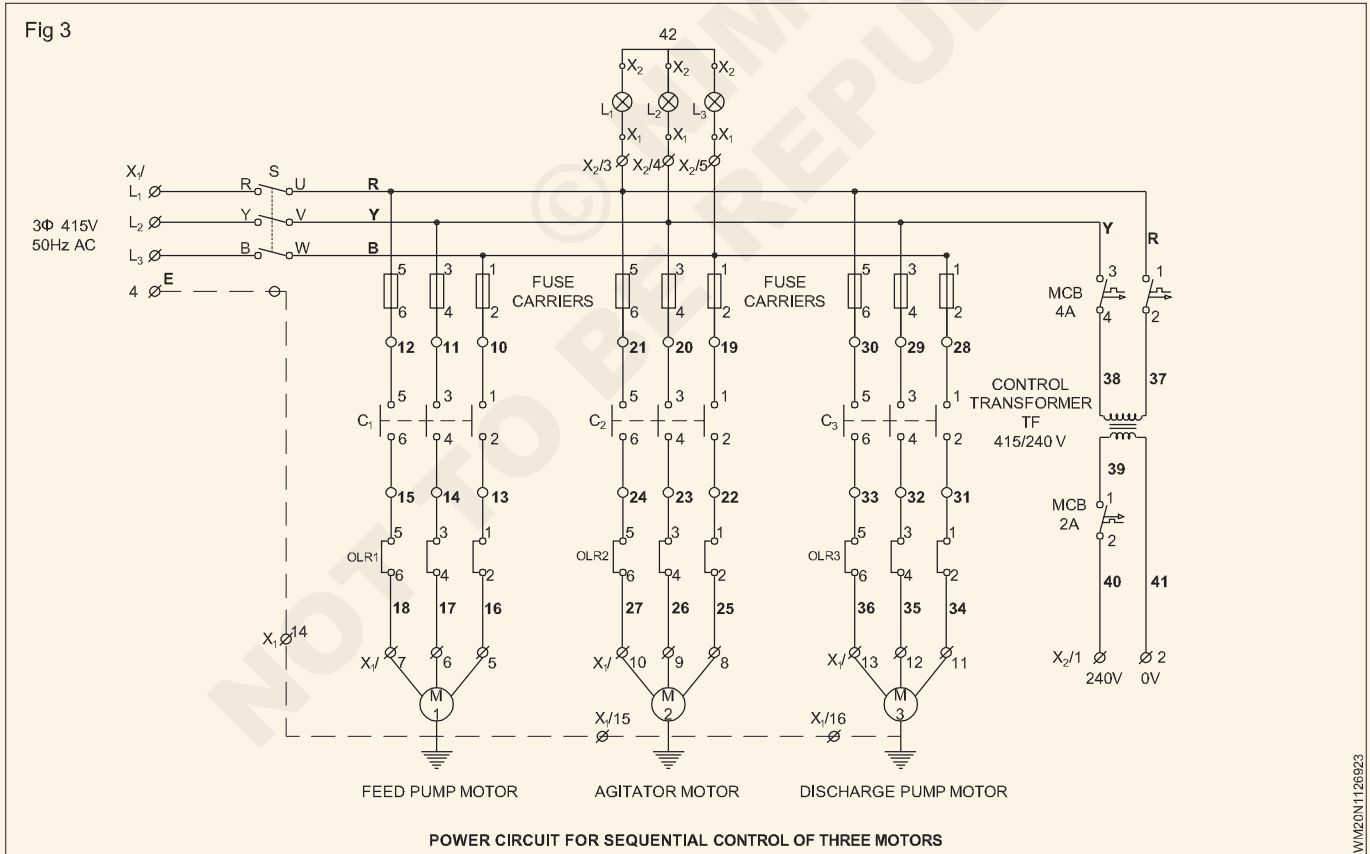 Fig 3
42
X₂ X₂ X₂
L₁ L₂ L₃
X₁ X₁ X₁
X₂/3 X₂/4 X₂/5
X₁/
L₁ R S U R
3Φ 415V
50Hz AC
L₂ Y V Y
L₃ B W B
4 E
Y R
5 3 1 FUSE CARRIERS 5 3 1 FUSE CARRIERS 5 3 1
6 4 2 6 4 2 6 4 2
MCB 4A 3 1
4 2
12 11 10 21 20 19 30 29 28
38 37
CONTROL
TRANSFORMER
TF
415/240 V
C₁ 5 3 1 C₂ 5 3 1 C₃ 5 3 1
6 4 2 6 4 2 6 4 2
39
15 14 13 24 23 22 33 32 31
MCB 2A 1
2
OLR1 5 3 1 OLR2 5 3 1 OLR3 5 3 1
6 4 2 6 4 2 6 4 2
40 41
18 17 16 27 26 25 36 35 34
X₁ 14
X₁/ 7 6 5 X₁/ 10 9 8 X₁/ 13 12 11
X₂/1 2
240V 0V
M 1 M 2 M 3
X₁/15 X₁/16
FEED PUMP MOTOR AGITATOR MOTOR DISCHARGE PUMP MOTOR
POWER CIRCUIT FOR SEQUENTIAL CONTROL OF THREE MOTORS
WM20N1126923
© NIM
NOT TO BE REPU